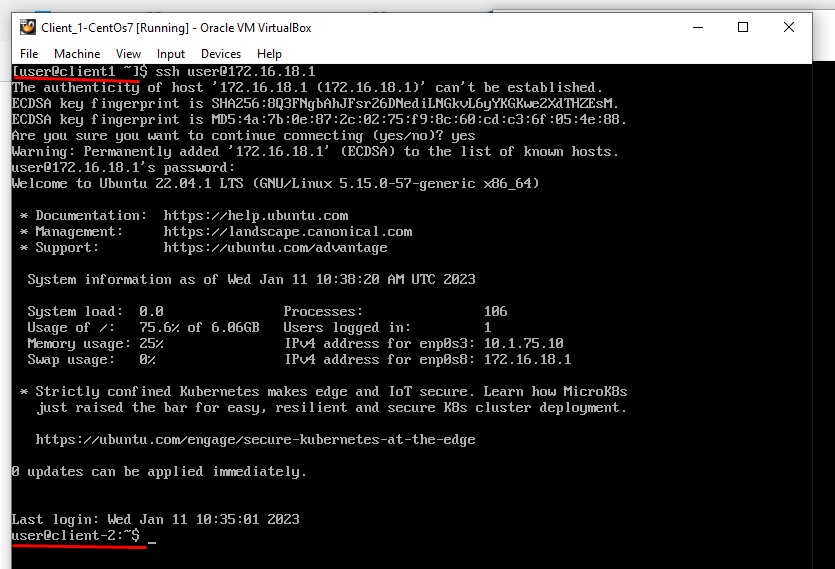 Client_1-CentOs7 [Running] - Oracle VM VirtualBox
File Machine View Input Devices Help
[user@client1 ~]$ ssh user@172.16.18.1
The authenticity of host '172.16.18.1 (172.16.18.1)' can't be established.
ECDSA key fingerprint is SHA256:8Q3FNgbAhJFsr26DNediLNGkvL6yYKGKwe2XdTHZEsM.
ECDSA key fingerprint is MD5:4a:7b:0e:87:2c:02:75:f9:8c:60:cd:c3:6f:05:4e:88.
Are you sure you want to continue connecting (yes/no)? yes
Warning: Permanently added '172.16.18.1' (ECDSA) to the list of known hosts.
user@172.16.18.1's password:
Welcome to Ubuntu 22.04.1 LTS (GNU/Linux 5.15.0-57-generic x86_64)
* Documentation: https://help.ubuntu.com
* Management: https://landscape.canonical.com
* Support: https://ubuntu.com/advantage
System information as of Wed Jan 11 10:38:20 AM UTC 2023
System load: 0.0 Processes: 106
Usage of /: 75.6% of 6.06GB Users logged in: 1
Memory usage: 25% IPv4 address for enp0s3: 10.1.75.10
Swap usage: 0% IPv4 address for enp0s8: 172.16.18.1
* Strictly confined Kubernetes makes edge and IoT secure. Learn how MicroK8s
just raised the bar for easy, resilient and secure K8s cluster deployment.
https://ubuntu.com/engage/secure-kubernetes-at-the-edge
0 updates can be applied immediately.
Last login: Wed Jan 11 10:35:01 2023
user@client-2:~$ _